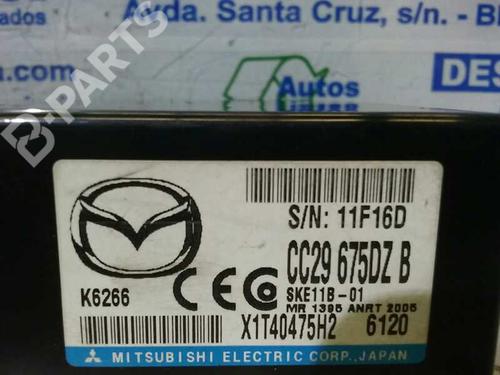 Avda. Santa Cruz, s/n. - B
.com
Autos
DES
B-PARTS
S/N: 11F16D
CC29 675DZ B
K6266
CE
SKE11B-01
MR 1395 ANRT 2005
X1T40475H2 6120
MITSUBISHI ELECTRIC CORP., JAPAN